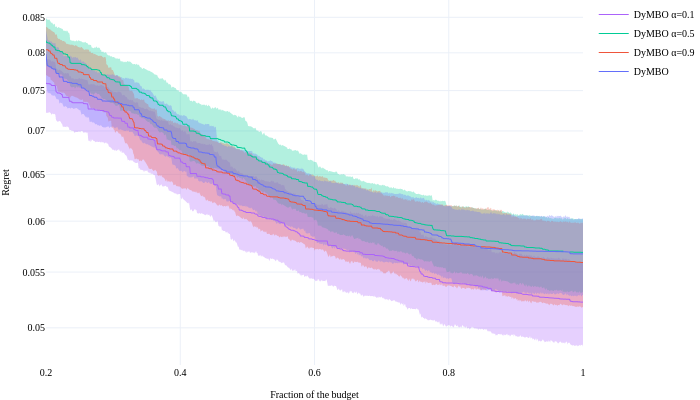 0.085
0.08
0.075
0.07
0.065
0.06
0.055
0.05
Regret
0.2
0.4
0.6
0.8
1
Fraction of the budget
DyMBO α=0.1
DyMBO α=0.5
DyMBO α=0.9
DyMBO